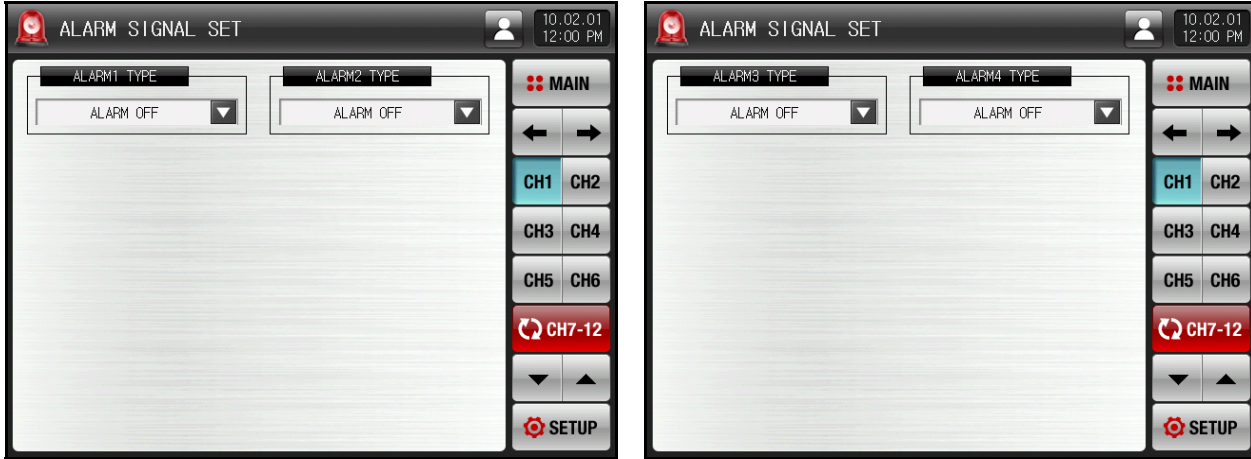 ALARM SIGNAL SET
10.02.01
12:00 PM
ALARM1 TYPE
ALARM2 TYPE
ALARM OFF
ALARM OFF
MAIN
CH1 CH2
CH3 CH4
CH5 CH6
CH7-12
SETUP
ALARM SIGNAL SET
10.02.01
12:00 PM
ALARM3 TYPE
ALARM4 TYPE
ALARM OFF
ALARM OFF
MAIN
CH1 CH2
CH3 CH4
CH5 CH6
CH7-12
SETUP